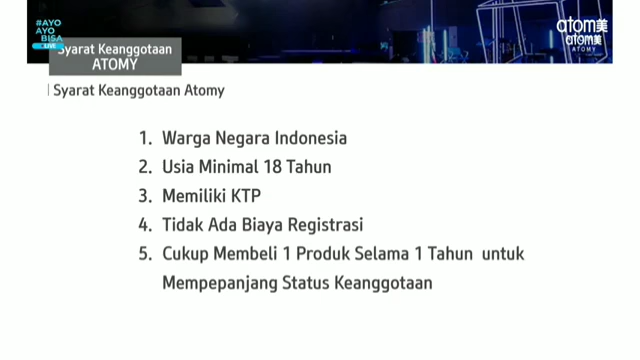 #AYO
AYO
BISA
LIVE
atom美
atom美
ATOMY
Syarat Keanggotaan
ATOMY
Syarat Keanggotaan Atomy
1. Warga Negara Indonesia
2. Usia Minimal 18 Tahun
3. Memiliki KTP
4. Tidak Ada Biaya Registrasi
5. Cukup Membeli 1 Produk Selama 1 Tahun untuk
Mempepanjang Status Keanggotaan